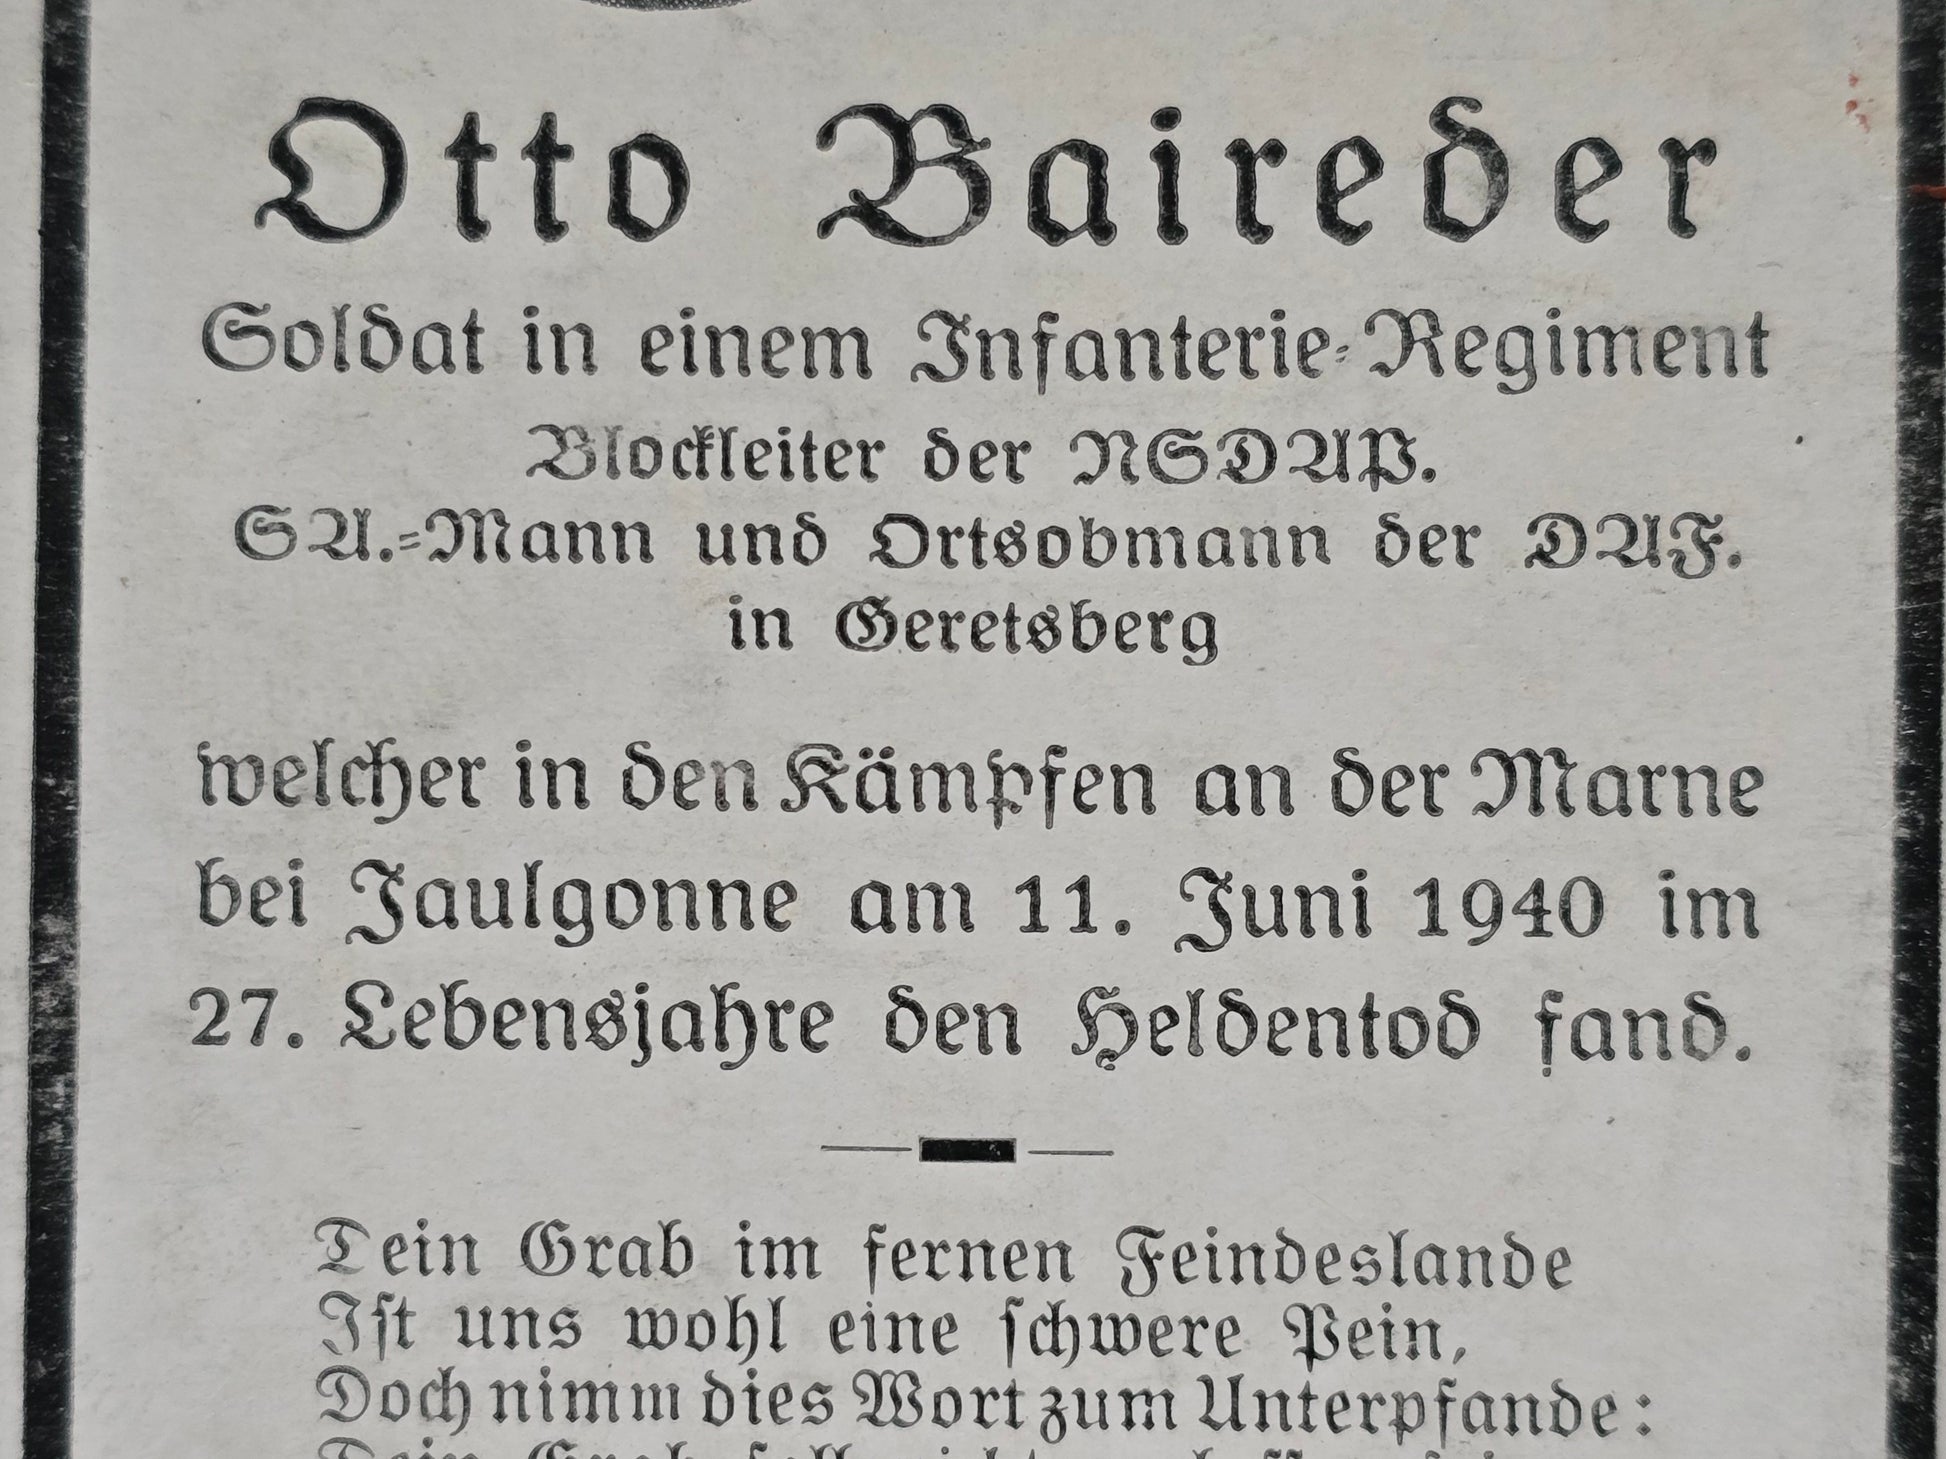 Otto Baireder
Soldat in einem Infanterie-Regiment
Blockleiter der NSDAP.
SA.-Mann und Ortsobmann der DAF.
in Geretsberg
welcher in den Kämpfen an der Marne
bei Jaulgonne am 11. Juni 1940 im
27. Lebensjahre den Heldentod fand.
Dein Grab im fernen Feindeslande
Iſt uns wohl eine ſchwere Pein,
Doch nimm dies Wort zum Unterpfande:
Dein Grab